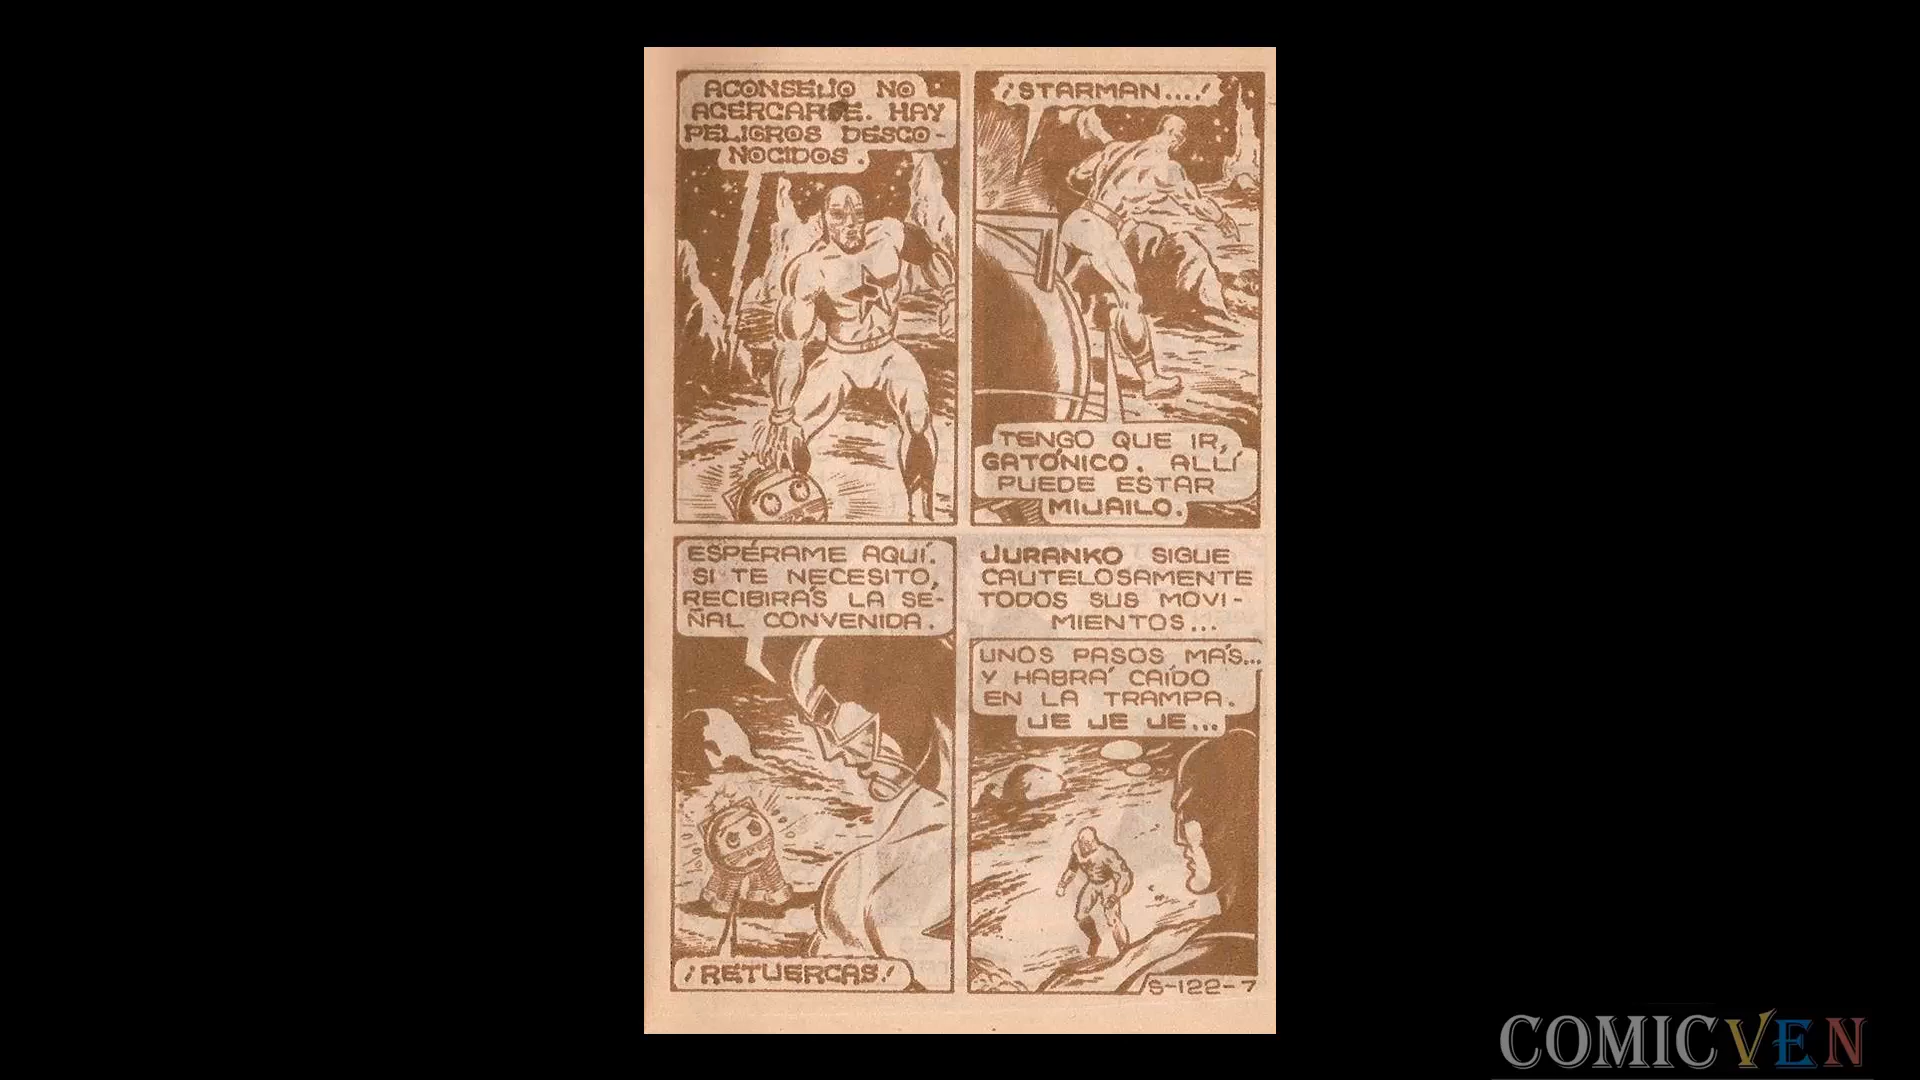 ACONSEJO NO
ACERCARSE. HAY
PELIGROS DESCO-
NOCIDOS.
¡STARMAN....!
TENGO QUE IR,
GATÓNICO. ALLÍ
PUEDE ESTAR
MIJAILO.
ESPÉRAME AQUÍ.
SI TE NECESITO,
RECIBIRÁS LA SE-
ÑAL CONVENIDA.
¡RETUERCAS!
JURANKO SIGUE
CAUTELOSAMENTE
TODOS SUS MOVI-
MIENTOS...
UNOS PASOS MÁS...
Y HABRÁ CAÍDO
EN LA TRAMPA.
JE JE JE...
S-122-7
COMICVEN